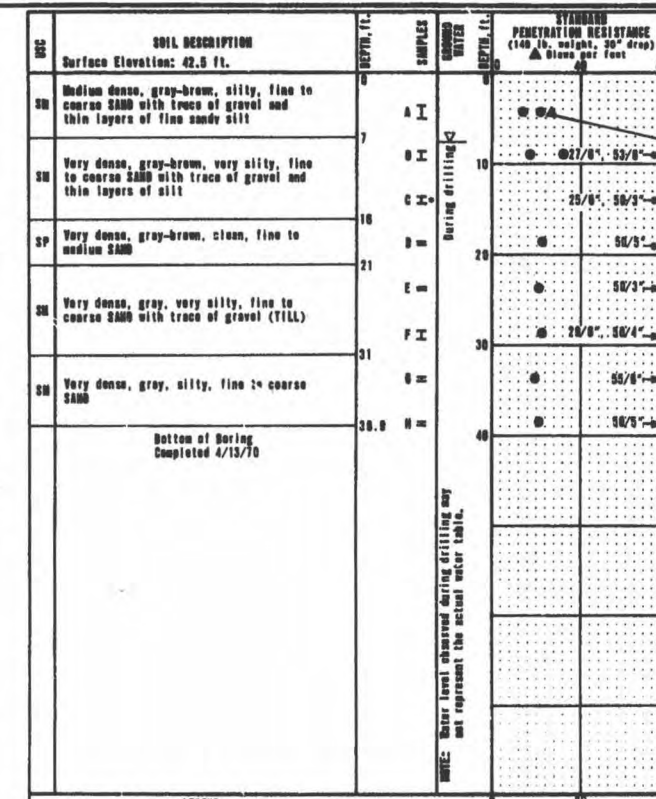 USC
SOIL DESCRIPTION
Surface Elevation: 42.5 ft.
DEPTH, ft.
SAMPLES
GROUND WATER
DEPTH, ft.
STANDARD
PENETRATION RESISTANCE
(140 lb. weight, 30" drop)
▲ Blows per foot
0 40
0
SM
Medium dense, gray-brown, silty, fine to
coarse SAND with trace of gravel and
thin layers of fine sandy silt
A
7
SM
Very dense, gray-brown, very silty, fine
to coarse SAND with trace of gravel and
thin layers of silt
B
10
27/6", 53/6"
C
25/6", 50/3"
16
SP
Very dense, gray-brown, clean, fine to
medium SAND
D
50/5"
20
21
SM
Very dense, gray, very silty, fine to
coarse SAND with trace of gravel (TILL)
E
50/3"
F
50/4"
30
31
SM
Very dense, gray, silty, fine to coarse
SAND
G
55/6"
H
50/5"
40
Bottom of Boring
Completed 4/13/70
During drilling
NOTE: Water level observed during drilling may
not represent the actual water table.